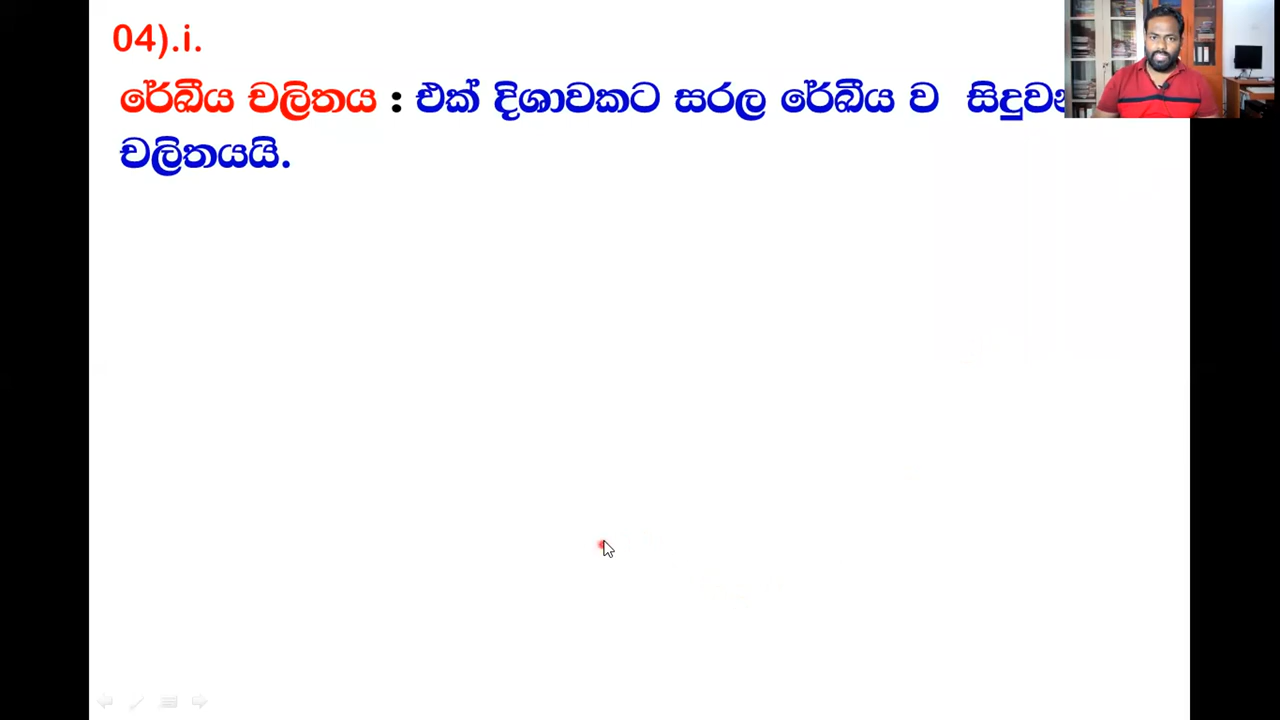 04).i.
රේඛීය චලිතය : එක් දිශාවකට සරල රේඛීය ව
චලිතයයි.